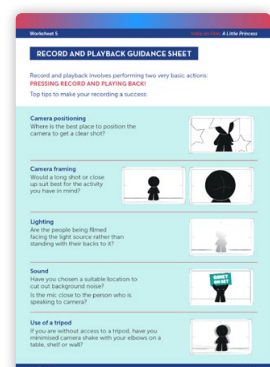 Worksheet 5
A Little Princess
RECORD AND PLAYBACK GUIDANCE SHEET
Record and playback involves performing two very basic actions:
PRESSING RECORD AND PLAYING BACK!
Top tips to make your recording a success:
Camera positioning
Where is the best place to position the
camera to get a clear shot?
Camera framing
Would a long shot or close
up suit best for the activity
you have in mind?
Lighting
Are the people being filmed
facing the light source rather than
standing with their backs to it?
Sound
Have you chosen a suitable location to
cut out background noise?
Is the mic close to the person who is
speaking to camera?
QUIET
ON SET
Use of a tripod
If you are without access to a tripod, have you
minimised camera shake with your elbows on a
table, shelf or wall?